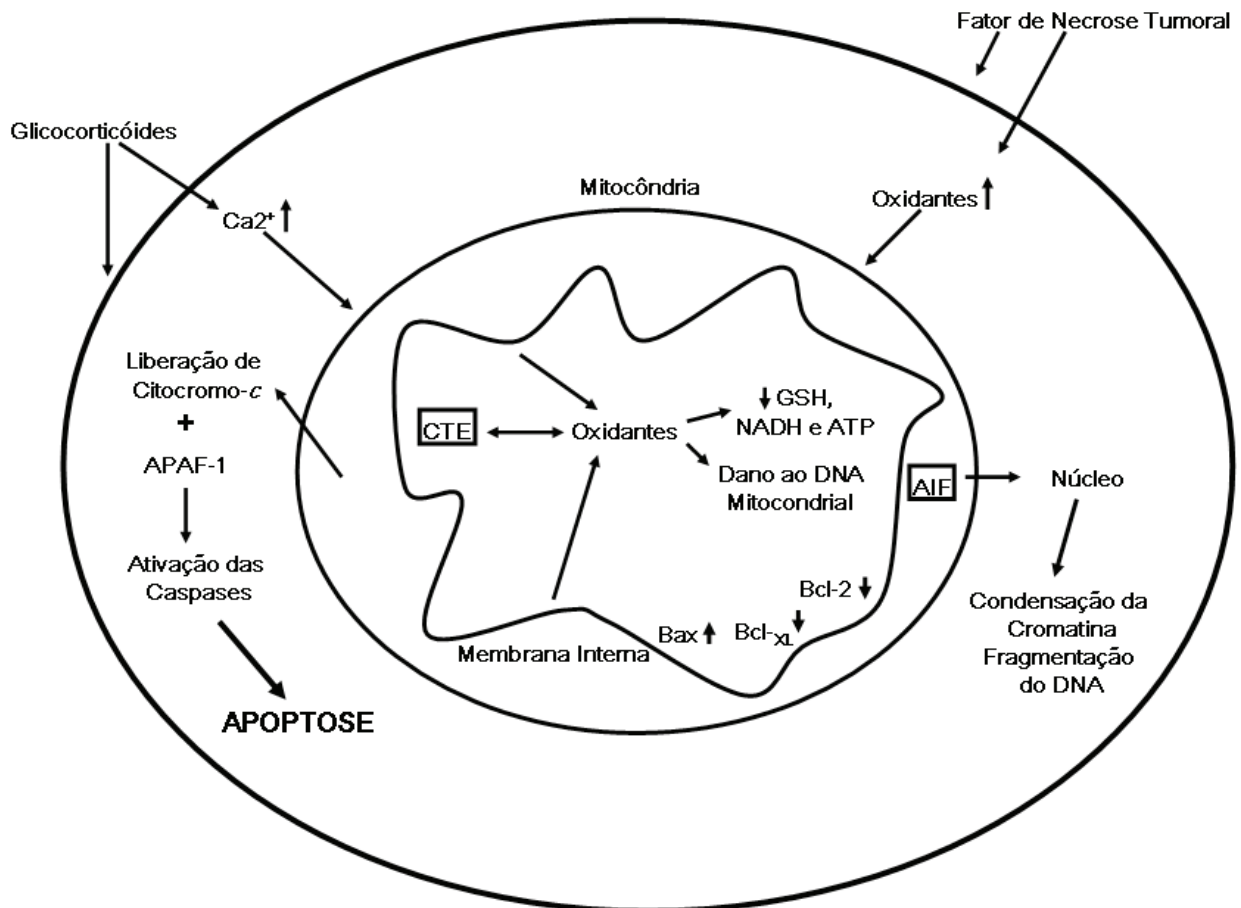 Fator de Necrose Tumoral
Glicocorticóides
Mitocôndria
Oxidantes
Ca2+
Liberação de
Citocromo-c
+
APAF-1
Ativação das
Caspases
APOPTOSE
CTE
Oxidantes
GSH,
NADH e ATP
Dano ao DNA
Mitocondrial
AIF
Núcleo
Condensação da
Cromatina
Fragmentação
do DNA
Bcl-2
Bax
Bcl-XL
Membrana Interna